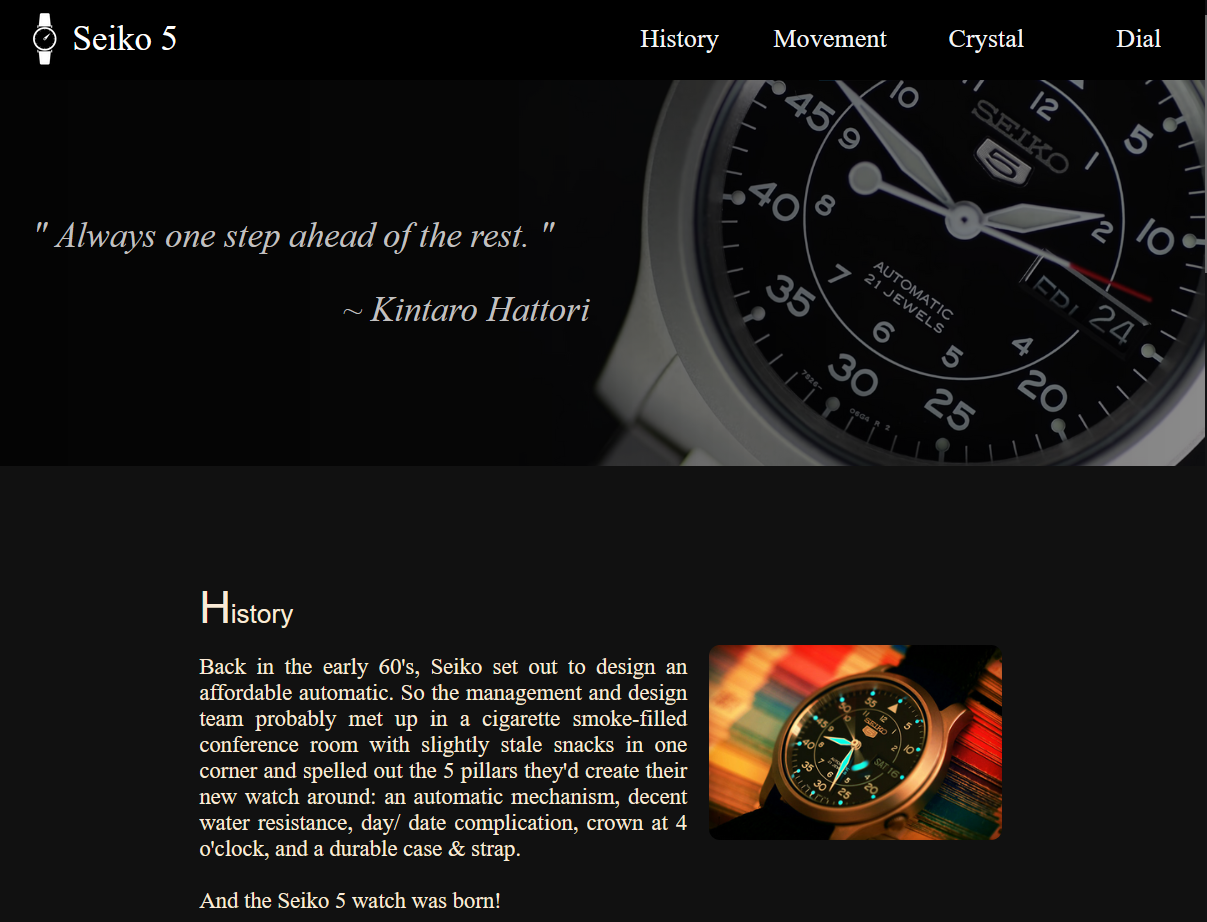 Seiko 5
History Movement Crystal Dial
" Always one step ahead of the rest. "
~ Kintaro Hattori
SEIKO
5
AUTOMATIC
21 JEWELS
FRI 24
10 12 1 2 4 5 6 7 8 9
5 10 20 25 30 35 40 45
7S26-
History
Back in the early 60's, Seiko set out to design an
affordable automatic. So the management and design
team probably met up in a cigarette smoke-filled
conference room with slightly stale snacks in one
corner and spelled out the 5 pillars they'd create their
new watch around: an automatic mechanism, decent
water resistance, day/ date complication, crown at 4
o'clock, and a durable case & strap.
SEIKO
SAT 16
And the Seiko 5 watch was born!